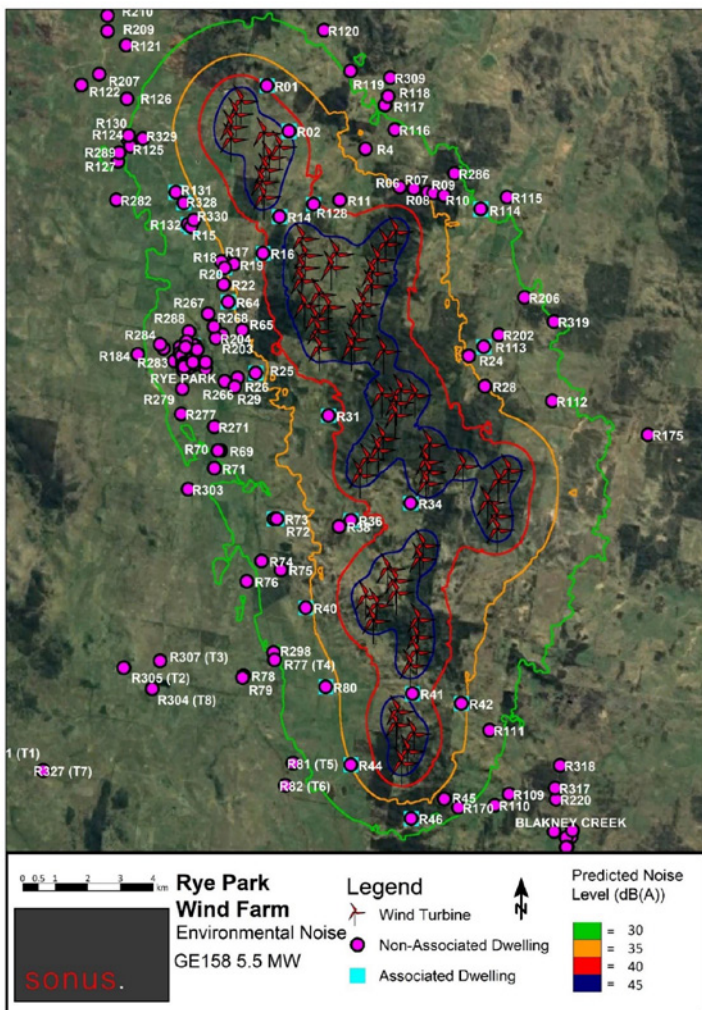 R210
R209
R121
R120
R207
R122
R126
R119
R309
R118
R117
R01
R130
R124
R329
R125
R289
R127
R02
R116
R4
R282
R131
R328
R330
R132
R15
R14
R128
R11
R06
R07
R08
R09
R10
R286
R115
R114
R18
R17
R16
R19
R20
R22
R64
R206
R267
R268
R288
R65
R204
R203
R319
R284
R202
R113
R24
R184
R283
RYE PARK
R25
R26
R266
R29
R28
R279
R112
R277
R271
R31
R175
R70
R69
R71
R303
R34
R73
R72
R36
R38
R74
R75
R76
R40
R298
R77 (T4)
R307 (T3)
R305 (T2)
R304 (T8)
R78
R79
R80
R41
R42
R111
1 (T1)
R327 (T7)
R81 (T5)
R82 (T6)
R44
R318
R317
R220
R45
R109
R110
R170
R46
BLAKNEY CREEK
0 0.5 1 2 3 4
km
Rye Park
Wind Farm
Environmental Noise
GE158 5.5 MW
sonus.
Legend
Wind Turbine
Non-Associated Dwelling
Associated Dwelling
N
Predicted Noise
Level (dB(A))
= 30
= 35
= 40
= 45